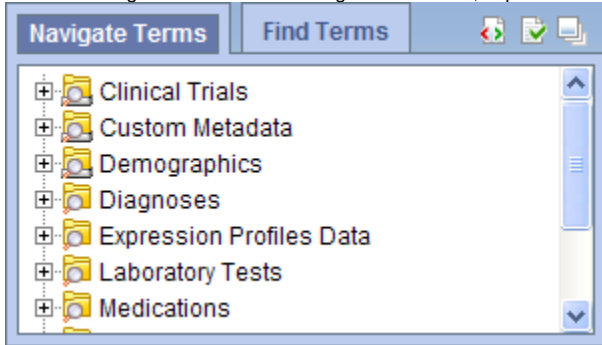 Navigate Terms Find Terms
Clinical Trials
Custom Metadata
Demographics
Diagnoses
Expression Profiles Data
Laboratory Tests
Medications